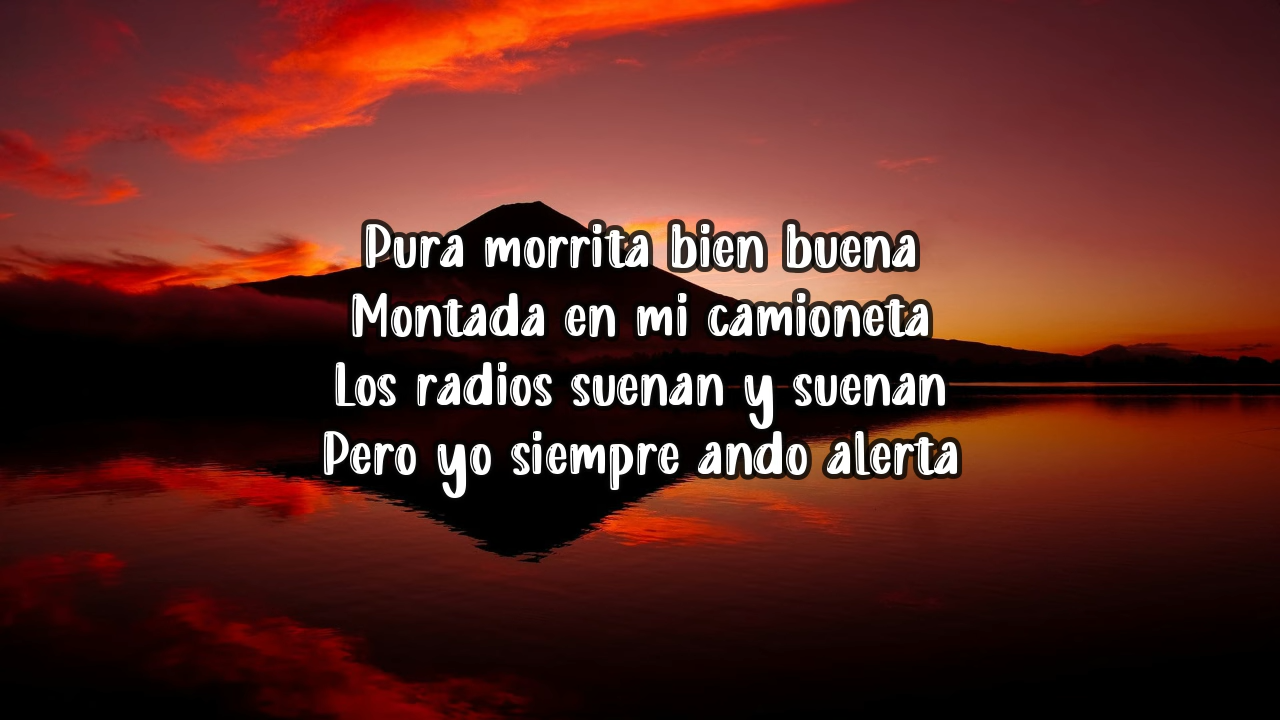 Pura morrita bien buena
Montada en mi camioneta
Los radios suenan y suenan
Pero yo siempre ando alerta